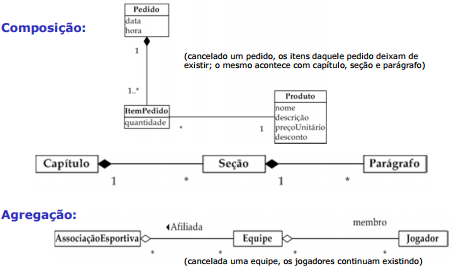 Pedido
data
hora
Composição:
1
(cancelado um pedido, os itens daquele pedido deixam de
existir; o mesmo acontece com capítulo, seção e parágrafo)
1..*
Produto
nome
descrição
preçoUnitário
desconto
ItemPedido
quantidade
*
1
Capítulo
Seção
Parágrafo
1
*
1
*
Agregação:
Afiliada
membro
AssociaçãoEsportiva
Equipe
Jogador
*
*
*
*
(cancelada uma equipe, os jogadores continuam existindo)